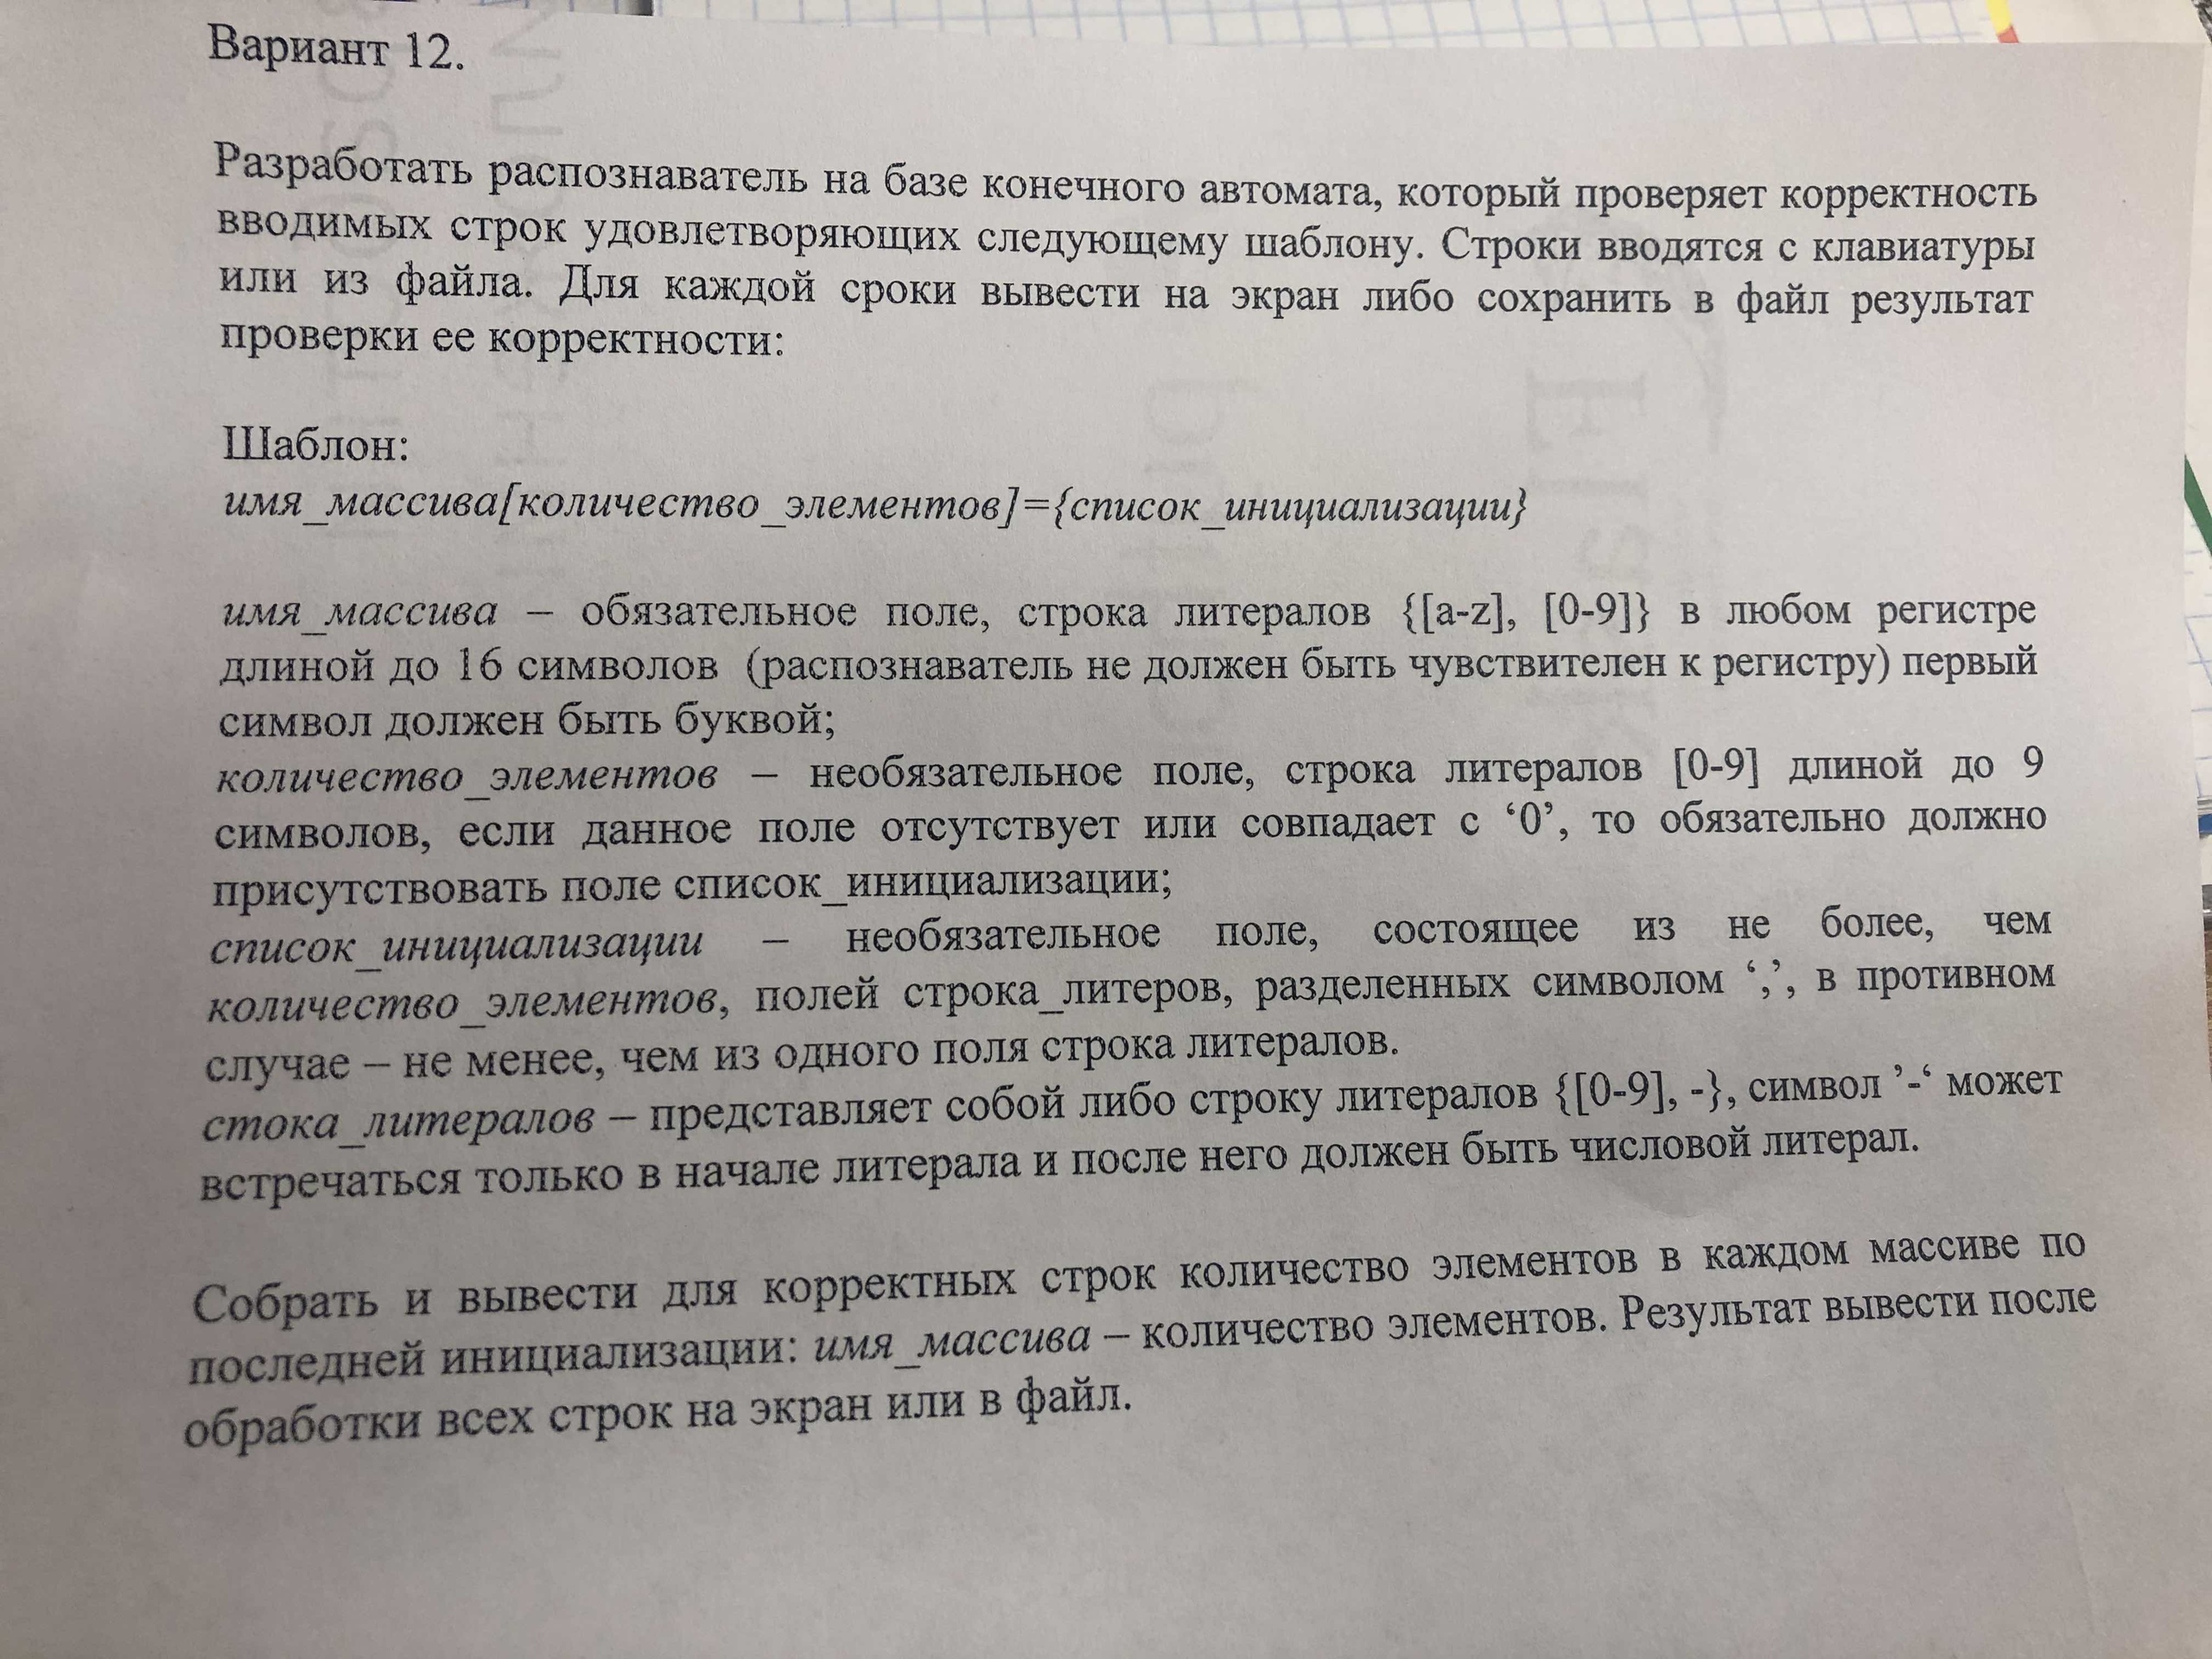 Вариант 12.
Разработать распознаватель на базе конечного автомата, который проверяет корректность
вводимых строк удовлетворяющих следующему шаблону. Строки вводятся с клавиатуры
или из файла. Для каждой сроки вывести на экран либо сохранить в файл результат
проверки ее корректности:
Шаблон:
имя_массива[количество_элементов]={список_инициализации}
имя_массива – обязательное поле, строка литералов {[a-z], [0-9]} в любом регистре
длиной до 16 символов (распознаватель не должен быть чувствителен к регистру) первый
символ должен быть буквой;
количество_элементов – необязательное поле, строка литералов [0-9] длиной до 9
символов, если данное поле отсутствует или совпадает с ‘0’, то обязательно должно
присутствовать поле список_инициализации;
список_инициализации – необязательное поле, состоящее из не более, чем
количество_элементов, полей строка_литеров, разделенных символом ‘,’, в противном
случае – не менее, чем из одного поля строка литералов.
стока_литералов – представляет собой либо строку литералов {[0-9], -}, символ ’-‘ может
встречаться только в начале литерала и после него должен быть числовой литерал.
Собрать и вывести для корректных строк количество элементов в каждом массиве по
последней инициализации: имя_массива – количество элементов. Результат вывести после
обработки всех строк на экран или в файл.